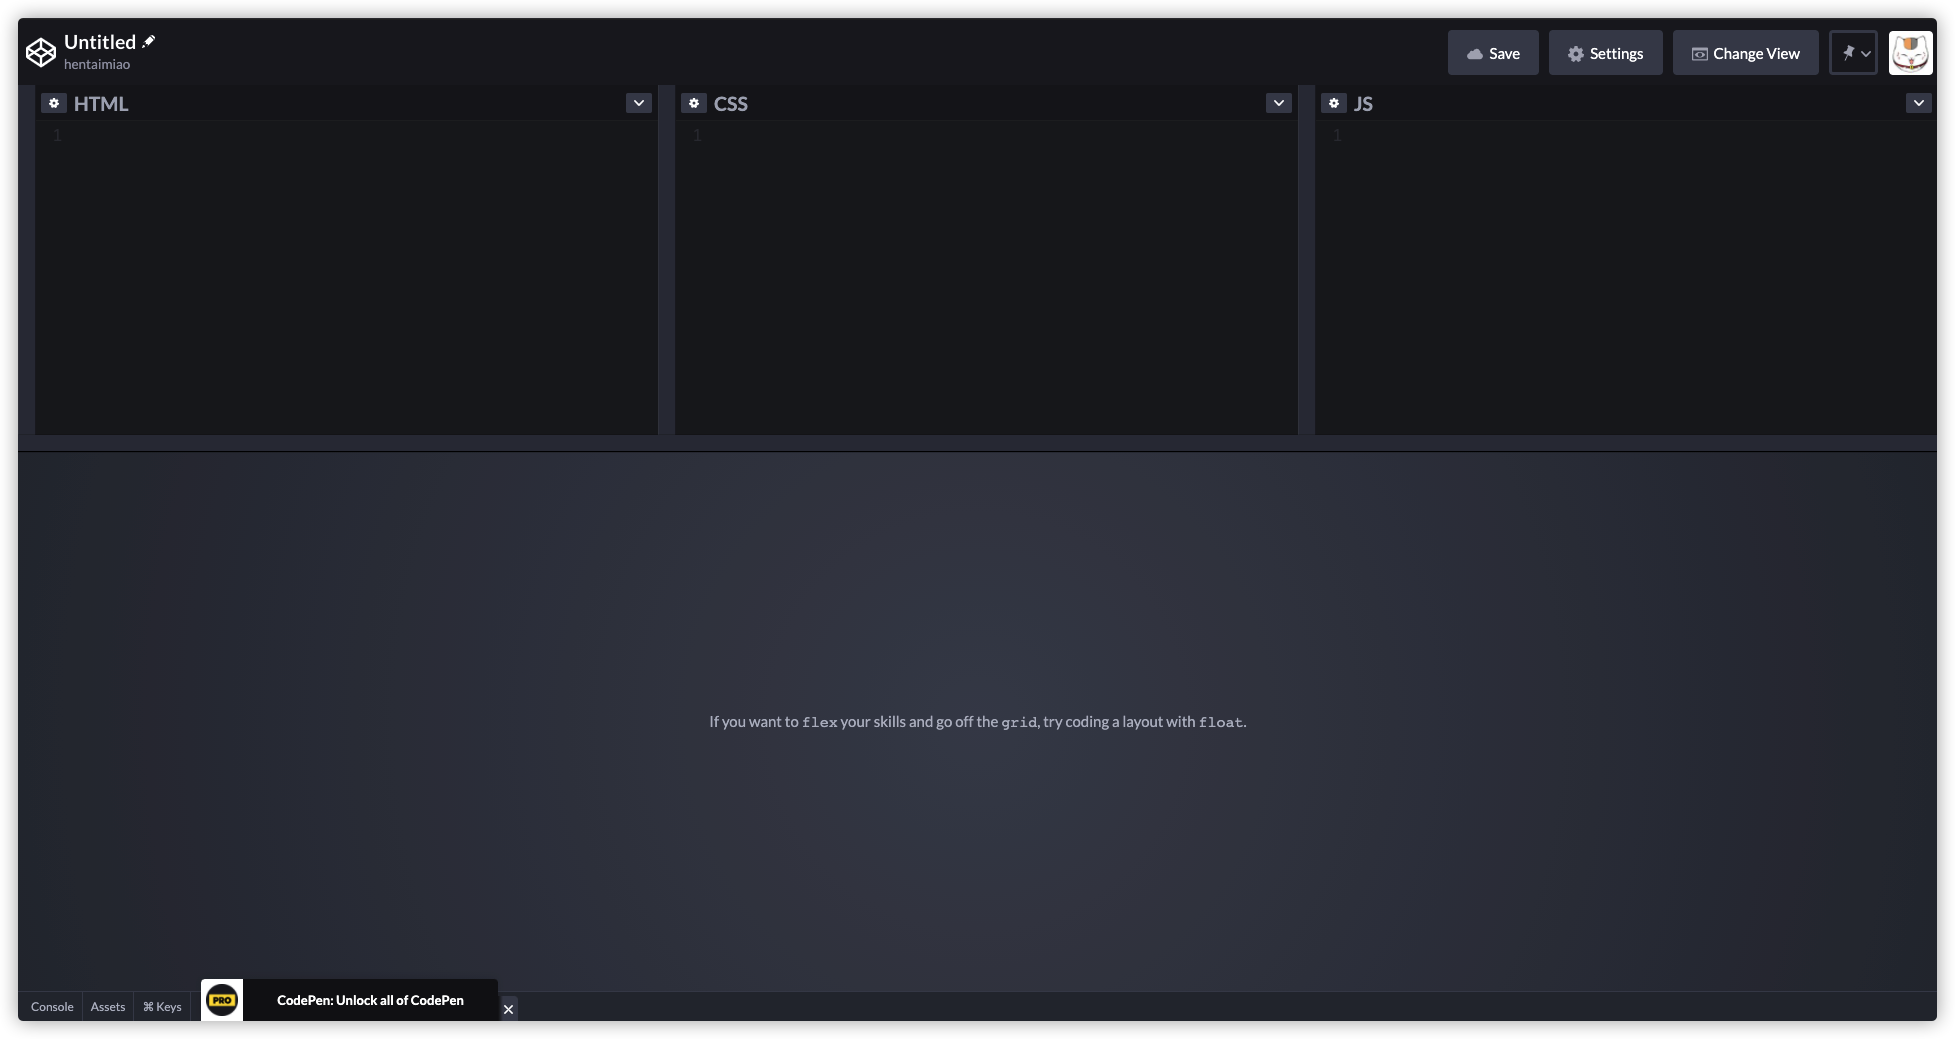 Untitled
hentaimiao
Save
Settings
Change View
HTML
CSS
JS
1
1
1
If you want to flex your skills and go off the grid, try coding a layout with float.
Console
Assets
⌘ Keys
PRO
CodePen: Unlock all of CodePen